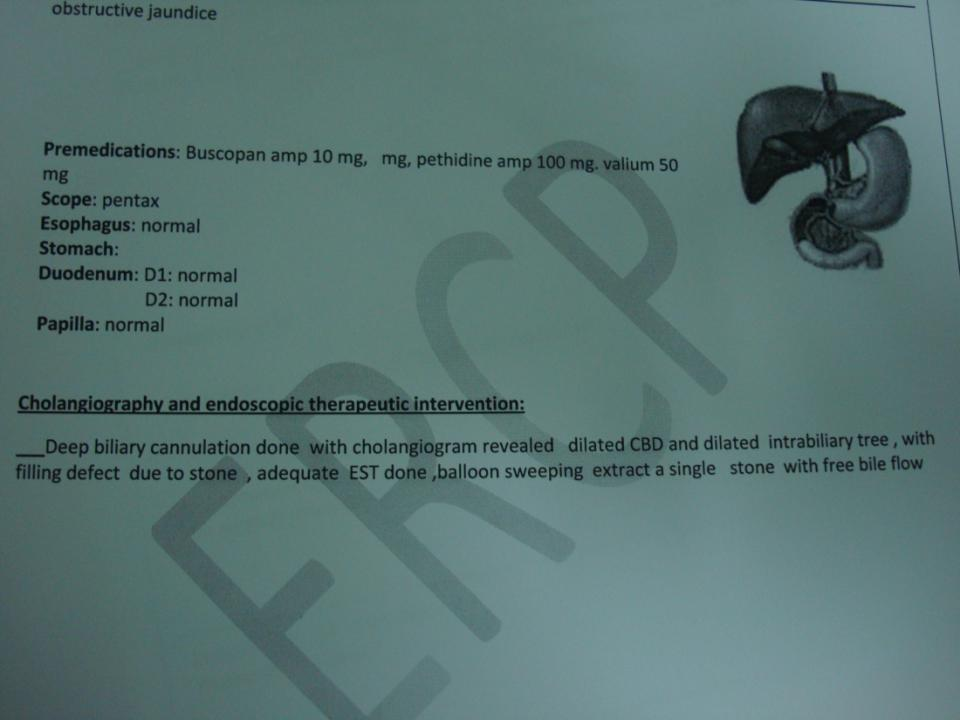 obstructive jaundice
Premedications: Buscopan amp 10 mg, mg, pethidine amp 100 mg. valium 50
mg
Scope: pentax
Esophagus: normal
Stomach:
Duodenum: D1: normal
D2: normal
Papilla: normal
Cholangiography and endoscopic therapeutic intervention:
__Deep biliary cannulation done with cholangiogram revealed dilated CBD and dilated intrabiliary tree , with
filling defect due to stone , adequate EST done ,balloon sweeping extract a single stone with free bile flow
ERCP